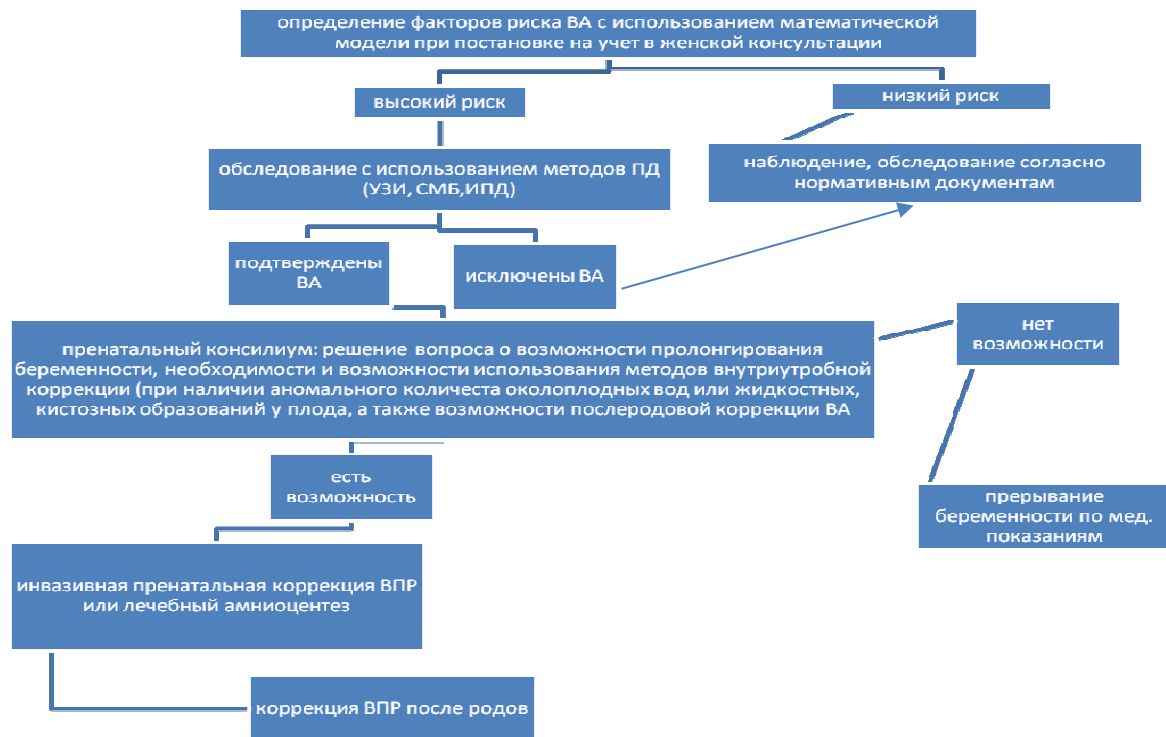 определение факторов риска ВА с использованием математической
модели при постановке на учет в женской консультации
высокий риск
низкий риск
обследование с использованием методов ПД
(УЗИ, СМБ,ИПД)
наблюдение, обследование согласно
нормативным документам
подтверждены
ВА
исключены ВА
пренатальный консилиум: решение вопроса о возможности пролонгирования
беременности, необходимости и возможности использования методов внутриутробной
коррекции (при наличии аномального количеста околоплодных вод или жидкостных,
кистозных образований у плода, а также возможности послеродовой коррекции ВА
нет
возможности
есть
возможность
прерывание
беременности по мед.
показаниям
инвазивная пренатальная коррекция ВПР
или лечебный амниоцентез
коррекция ВПР после родов